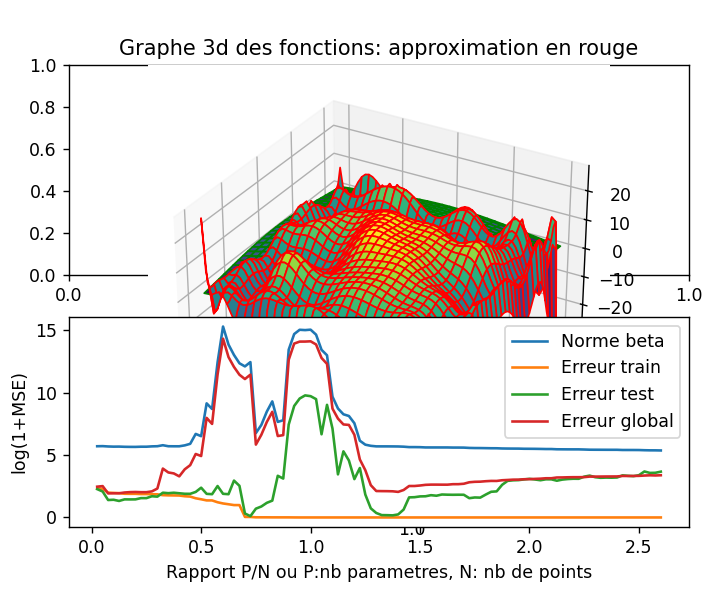 Graphe 3d des fonctions: approximation en rouge
1.0
0.8
0.6
0.4
0.2
0.0
0.0
1.0
20
10
0
−10
−20
15
10
5
0
log(1+MSE)
Norme beta
Erreur train
Erreur test
Erreur global
1.0
0.0 0.5 1.0 1.5 2.0 2.5
Rapport P/N ou P:nb parametres, N: nb de points